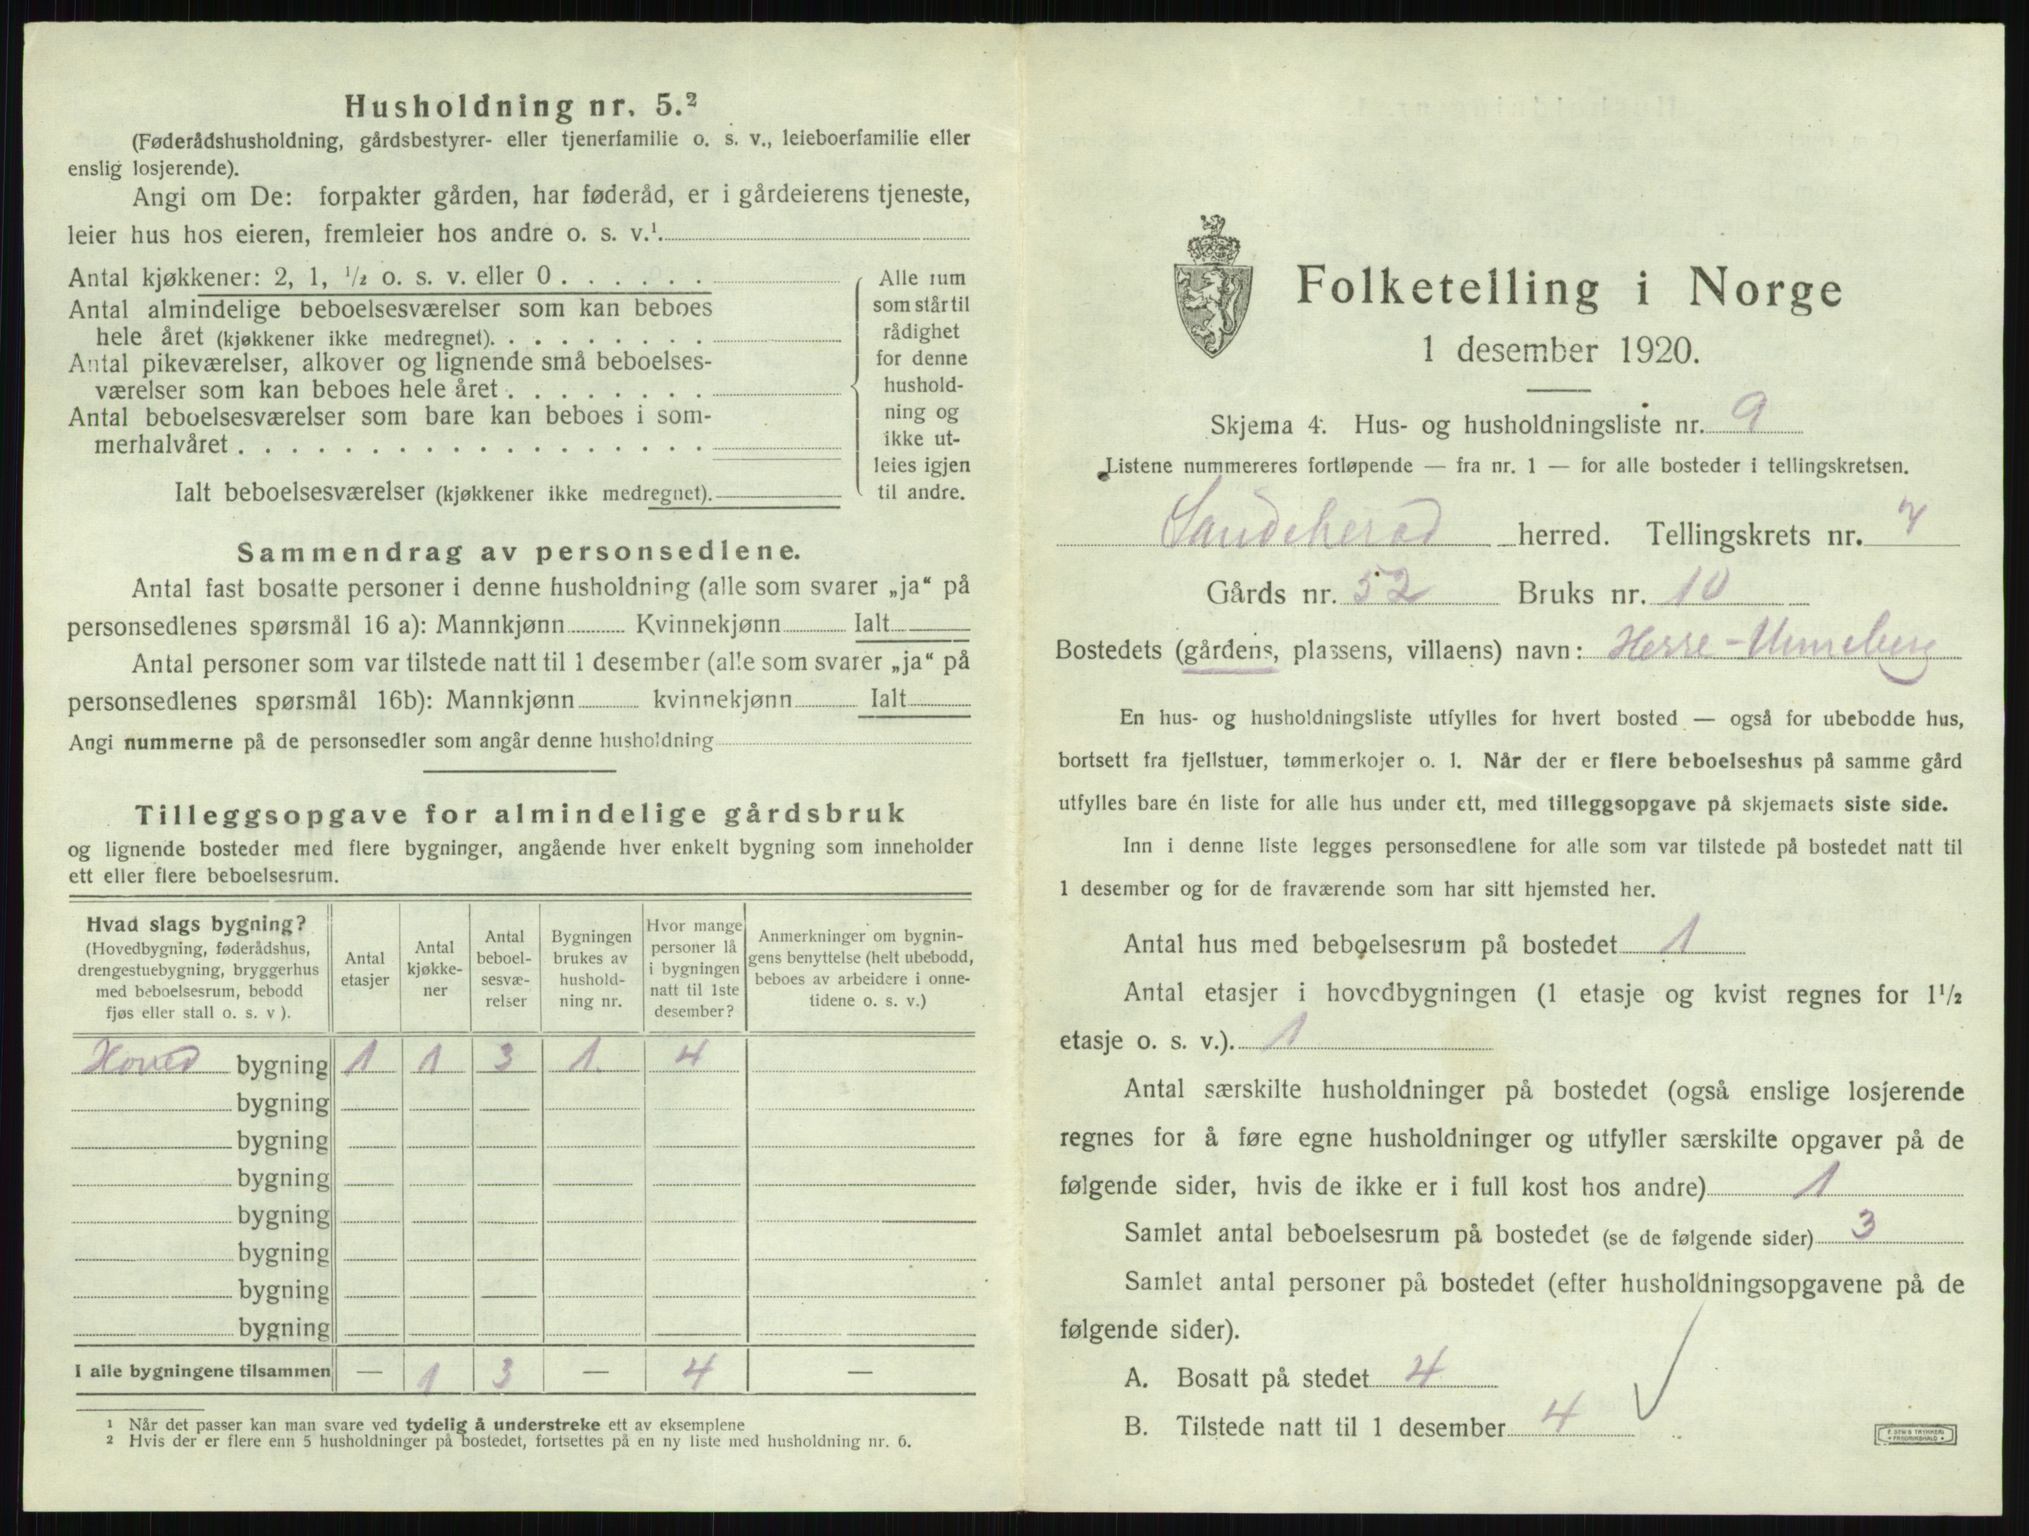 Husholdning nr. 5.²
(Føderådshusholdning, gårdsbestyrer- eller tjenerfamilie o. s. v., leieboerfamilie eller
enslig losjerende).
Angi om De: forpakter gården, har føderåd, er i gårdeierens tjeneste,
leier hus hos eieren, fremleier hos andre o. s. v.¹.
Antal kjøkkener: 2, 1, ½ o. s. v. eller 0 . . . . . .
Antal almindelige beboelsesværelser som kan beboes
hele året (kjøkkener ikke medregnet). . . . . . . . .
Antal pikeværelser, alkover og lignende små beboelses-
værelser som kan beboes hele året . . . . . . . .
Antal beboelsesværelser som bare kan beboes i som-
merhalvåret . . . . . . . . . . . . . . . . . .
Ialt beboelsesværelser (kjøkkener ikke medregnet).
Alle rum
som står til
rådighet
for denne
hushold-
ning og
ikke ut-
leies igjen
til andre.
Sammendrag av personsedlene.
Antal fast bosatte personer i denne husholdning (alle som svarer „ja“ på
personsedlenes spørsmål 16 a): Mannkjønn Kvinnekjønn Ialt
Antal personer som var tilstede natt til 1 desember (alle som svarer „ja“ på
personsedlenes spørsmål 16b): Mannkjønn kvinnekjønn Ialt
Angi nummerne på de personsedler som angår denne husholdning
Tilleggsopgave for almindelige gårdsbruk
og lignende bosteder med flere bygninger, angående hver enkelt bygning som inneholder
ett eller flere beboelsesrum.
Hvad slags bygning?
(Hovedbygning, føderådshus,
drengestuebygning, bryggerhus
med beboelsesrum, bebodd
fjøs eller stall o. s. v ).
Antal
etasjer
Antal
kjøkke-
ner
Antal
beboel-
sesvæ-
relser
Bygningen
brukes av
hushold-
ning nr.
Hvor mange
personer lå
i bygningen
natt til 1ste
desember?
Anmerkninger om bygnin-
gens benyttelse (helt ubebodd,
beboes av arbeidere i onne-
tidene o. s. v.)
Hoved bygning 1 1 3 1. 4
bygning
bygning
bygning
bygning
bygning
bygning
bygning
I alle bygningene tilsammen — 1 3 — 4 —
¹ Når det passer kan man svare ved tydelig å understreke ett av eksemplene
² Hvis der er flere enn 5 husholdninger på bostedet, fortsettes på en ny liste med husholdning nr. 6.
Folketelling i Norge
1 desember 1920.
Skjema 4. Hus- og husholdningsliste nr. 9
Listene nummereres fortløpende — fra nr. 1 — for alle bosteder i tellingskretsen.
Sandeherad herred. Tellingskrets nr. 7
Gårds nr. 52 Bruks nr. 10
Bostedets (gårdens, plassens, villaens) navn: Herre-Unneberg
En hus- og husholdningsliste utfylles for hvert bosted — også for ubebodde hus,
bortsett fra fjellstuer, tømmerkojer o. l. Når der er flere beboelseshus på samme gård
utfylles bare én liste for alle hus under ett, med tilleggsopgave på skjemaets siste side.
Inn i denne liste legges personsedlene for alle som var tilstede på bostedet natt til
1 desember og for de fraværende som har sitt hjemsted her.
Antal hus med beboelsesrum på bostedet 1
Antal etasjer i hovedbygningen (1 etasje og kvist regnes for 1½
etasje o. s. v.). 1
Antal særskilte husholdninger på bostedet (også enslige losjerende
regnes for å føre egne husholdninger og utfyller særskilte opgaver på de
følgende sider, hvis de ikke er i full kost hos andre) 1
Samlet antal beboelsesrum på bostedet (se de følgende sider) 3
Samlet antal personer på bostedet (efter husholdningsopgavene på de
følgende sider).
A. Bosatt på stedet 4
B. Tilstede natt til 1 desember 4